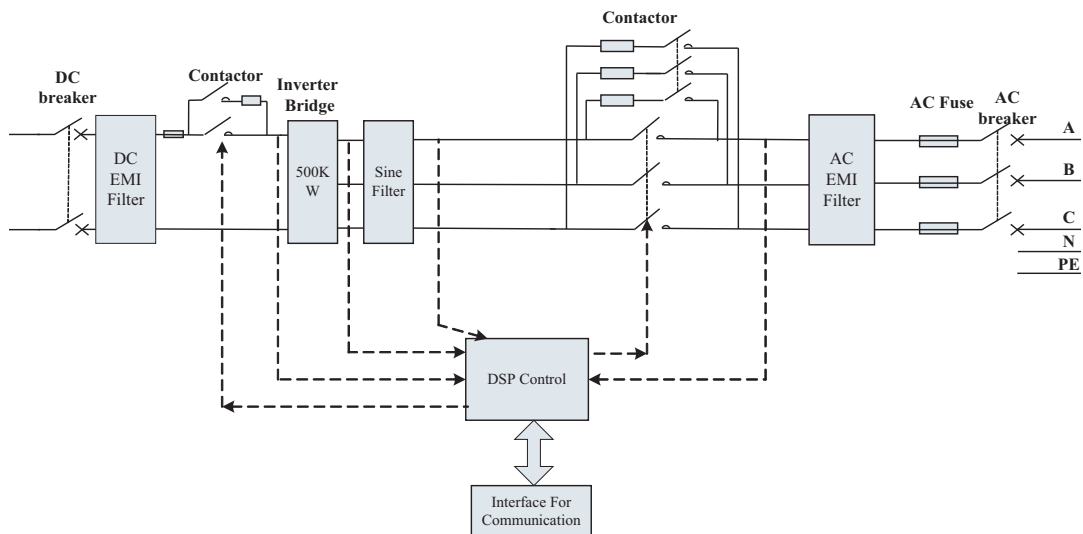 Contactor
DC
breaker
Contactor
Inverter
Bridge
AC Fuse
AC
breaker
DC
EMI
Filter
500K
W
Sine
Filter
AC
EMI
Filter
A
B
C
N
PE
DSP Control
Interface For
Communication